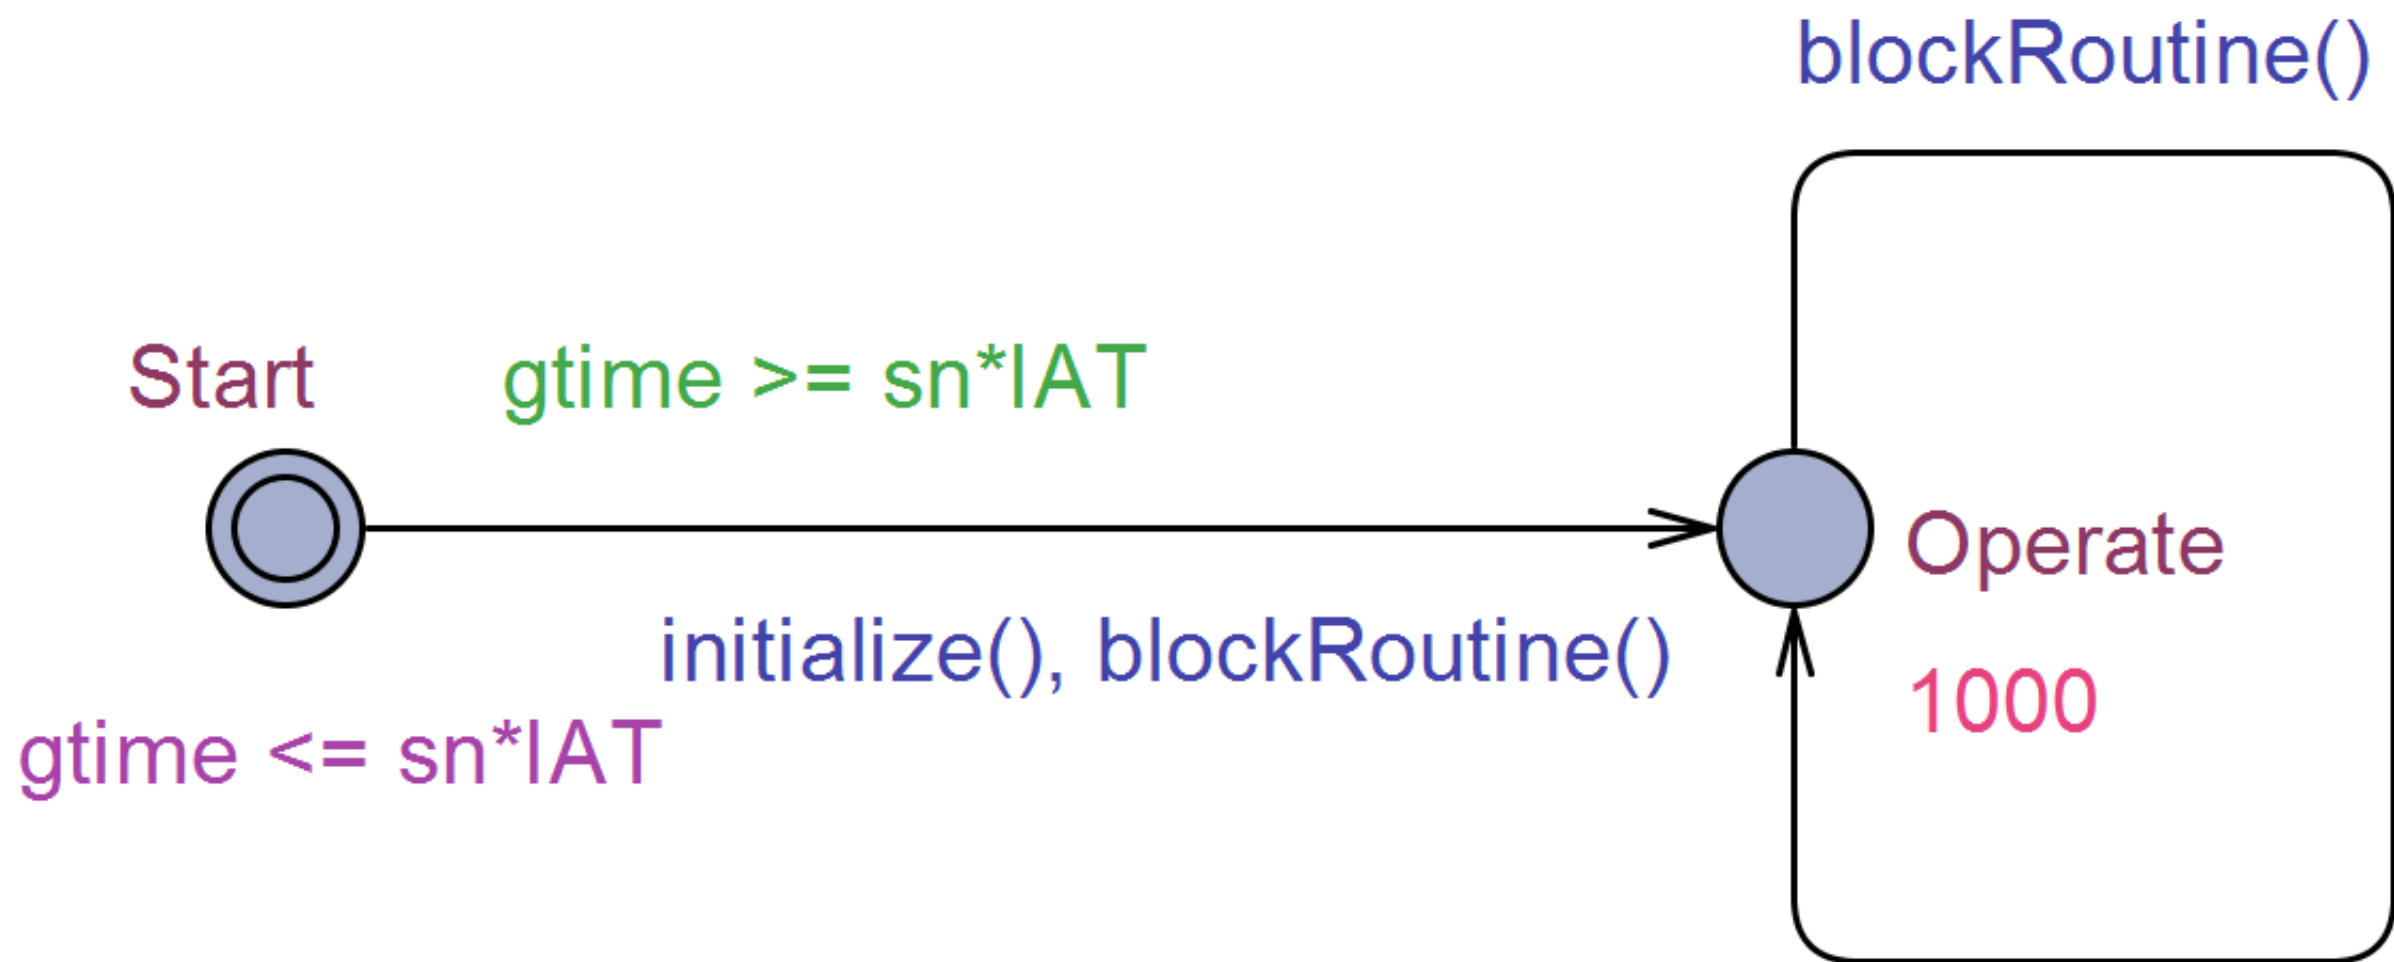 blockRoutine()
Start
gtime >= sn*IAT
Operate
initialize(), blockRoutine()
1000
gtime <= sn*IAT